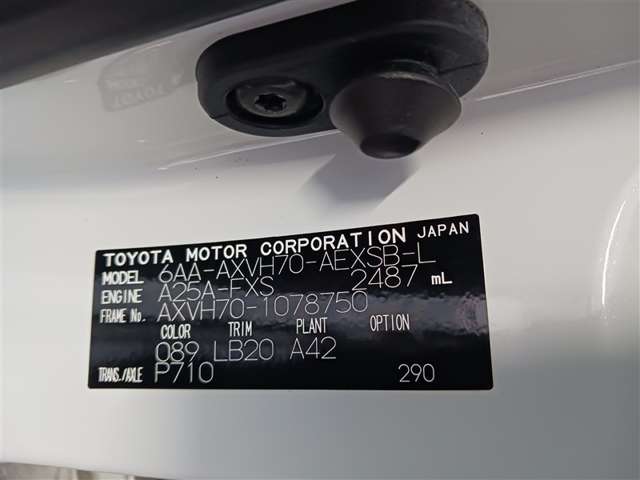 TOYOTA MOTOR CORPORATION JAPAN
MODEL 6AA-AXVH70-AEXSB-L
ENGINE A25A-FXS 2487 mL
FRAME No. AXVH70-1078750
COLOR TRIM PLANT OPTION
089 LB20 A42
TRANS./AXLE P710 290